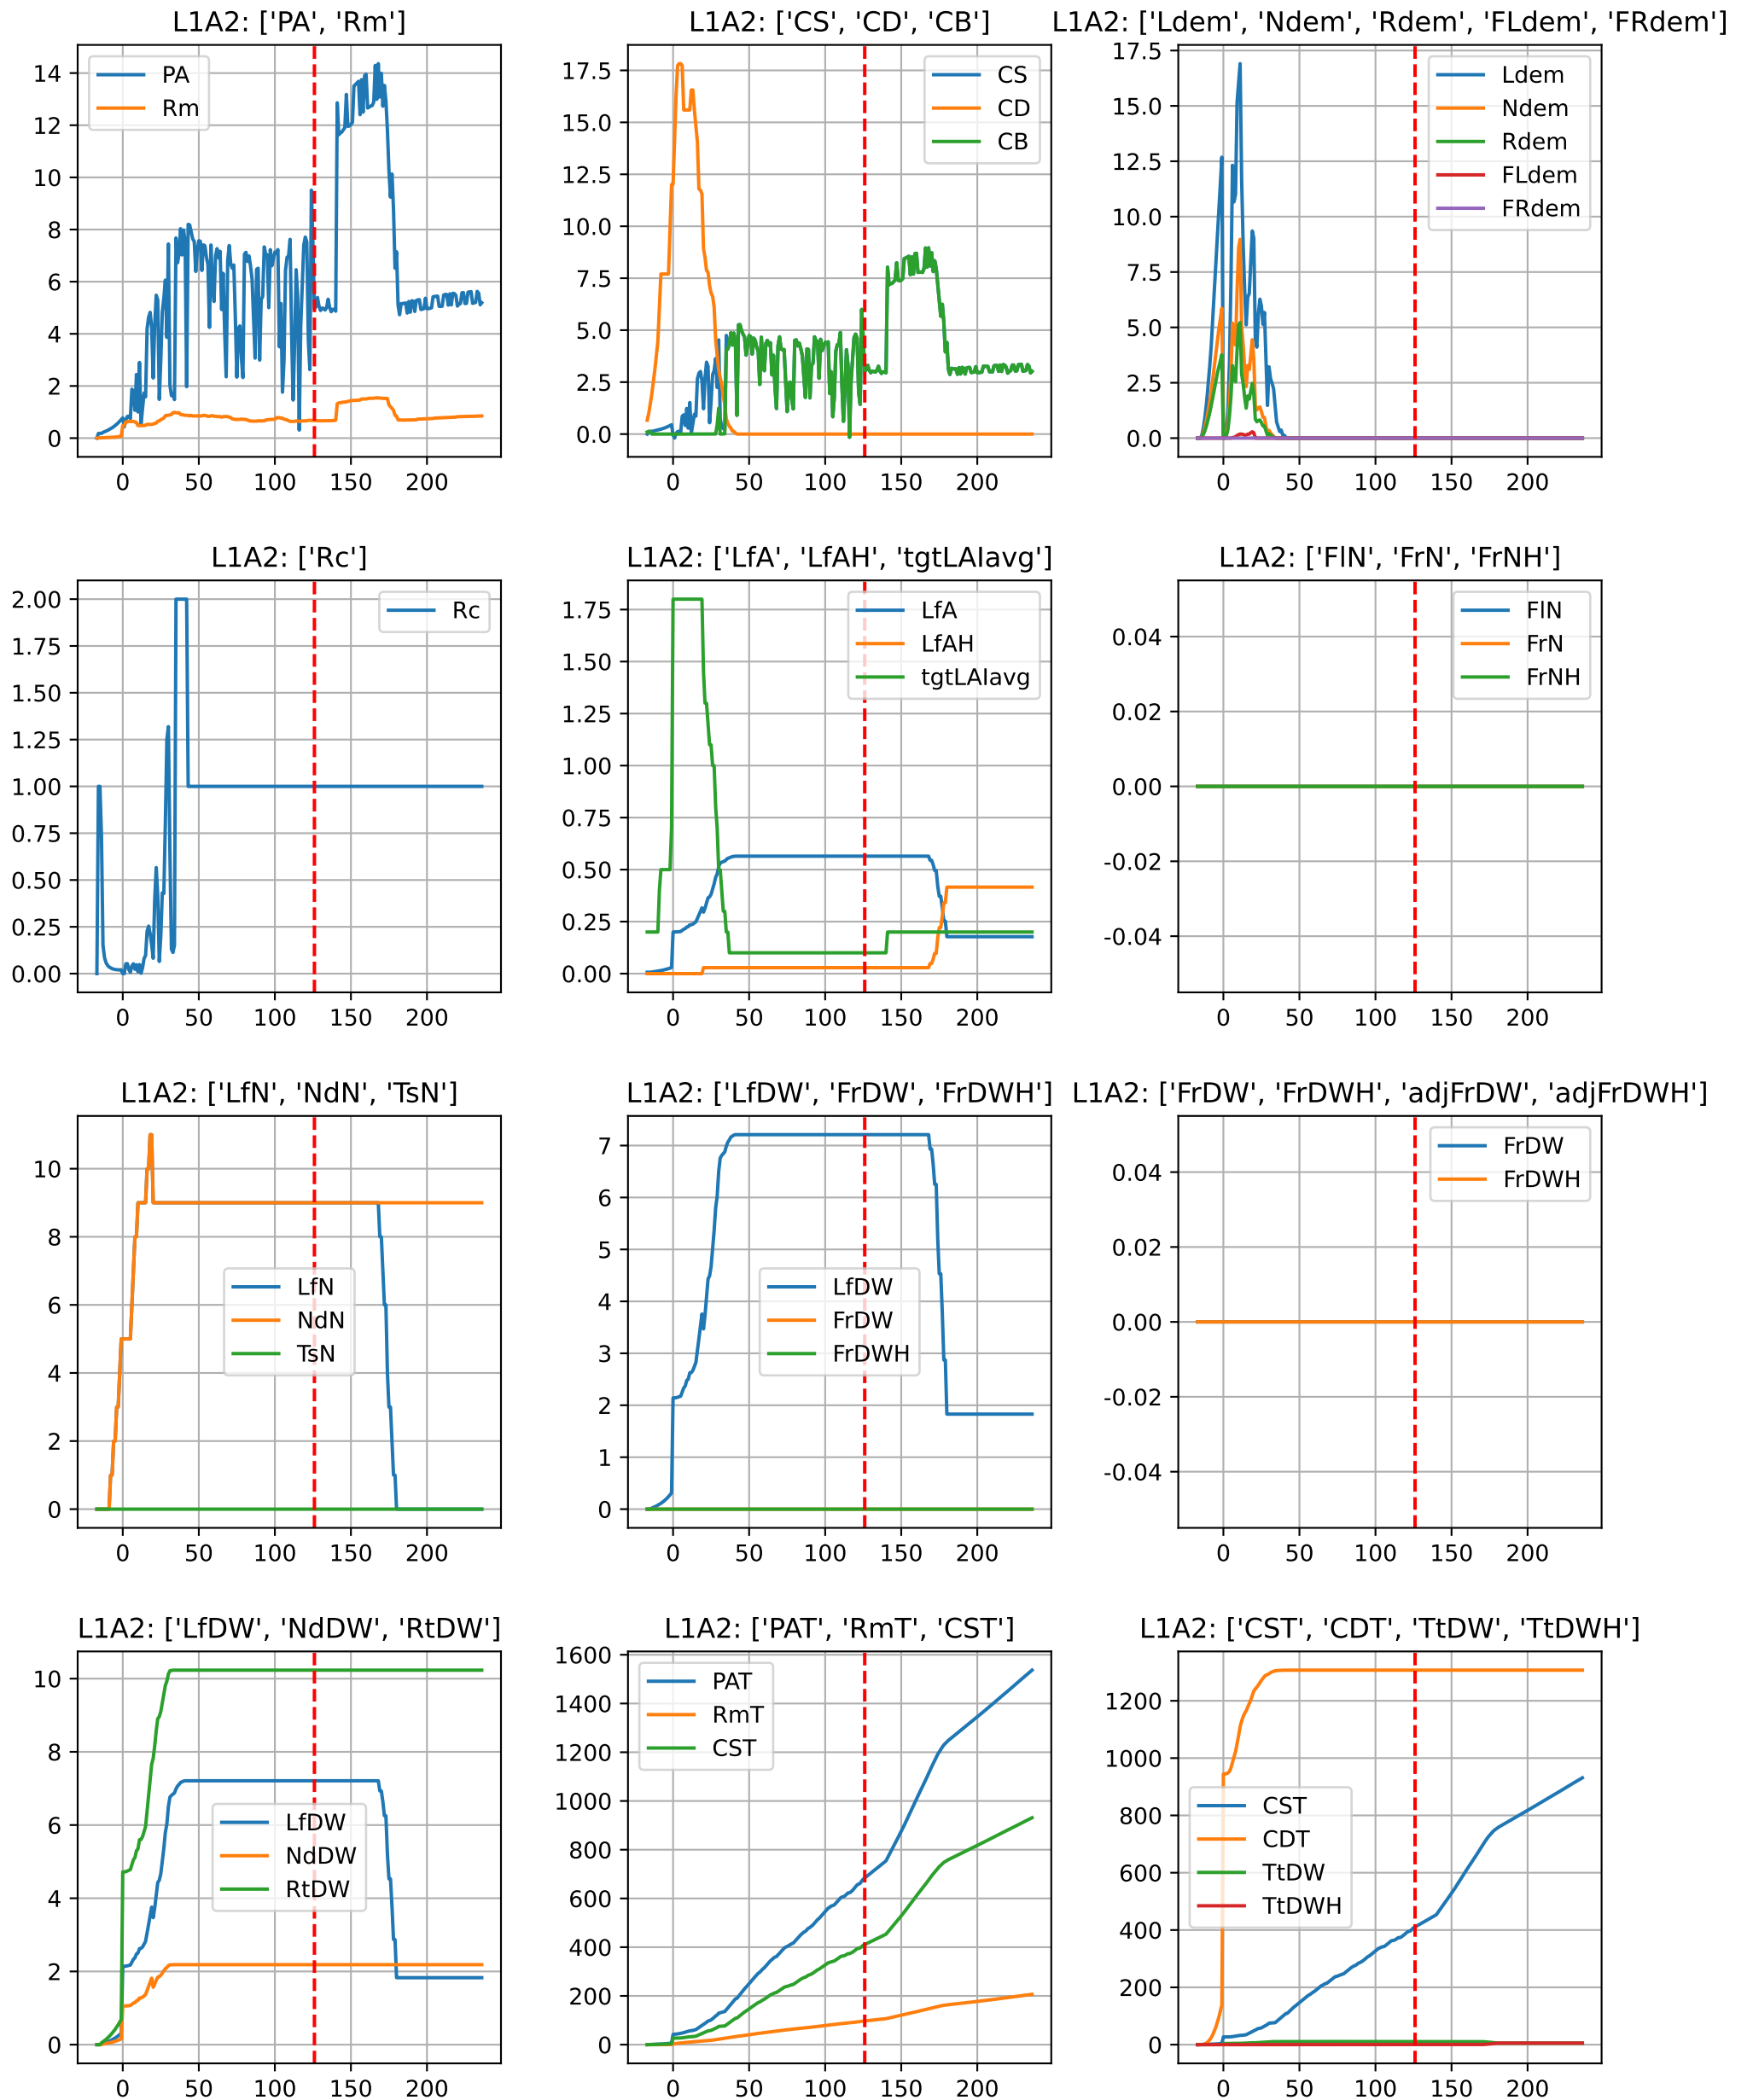 L1A2: ['PA', 'Rm']
14
12
10
8
6
4
2
0
0 50 100 150 200
PA
Rm
L1A2: ['CS', 'CD', 'CB']
17.5
15.0
12.5
10.0
7.5
5.0
2.5
0.0
0 50 100 150 200
CS
CD
CB
L1A2: ['Ldem', 'Ndem', 'Rdem', 'FLdem', 'FRdem']
17.5
15.0
12.5
10.0
7.5
5.0
2.5
0.0
0 50 100 150 200
Ldem
Ndem
Rdem
FLdem
FRdem
L1A2: ['Rc']
2.00
1.75
1.50
1.25
1.00
0.75
0.50
0.25
0.00
0 50 100 150 200
Rc
L1A2: ['LfA', 'LfAH', 'tgtLAIavg']
1.75
1.50
1.25
1.00
0.75
0.50
0.25
0.00
0 50 100 150 200
LfA
LfAH
tgtLAIavg
L1A2: ['FlN', 'FrN', 'FrNH']
0.04
0.02
0.00
-0.02
-0.04
0 50 100 150 200
FlN
FrN
FrNH
L1A2: ['LfN', 'NdN', 'TsN']
10
8
6
4
2
0
0 50 100 150 200
LfN
NdN
TsN
L1A2: ['LfDW', 'FrDW', 'FrDWH']
7
6
5
4
3
2
1
0
0 50 100 150 200
LfDW
FrDW
FrDWH
L1A2: ['FrDW', 'FrDWH', 'adjFrDW', 'adjFrDWH']
0.04
0.02
0.00
-0.02
-0.04
0 50 100 150 200
FrDW
FrDWH
L1A2: ['LfDW', 'NdDW', 'RtDW']
10
8
6
4
2
0
0 50 100 150 200
LfDW
NdDW
RtDW
L1A2: ['PAT', 'RmT', 'CST']
1600
1400
1200
1000
800
600
400
200
0
0 50 100 150 200
PAT
RmT
CST
L1A2: ['CST', 'CDT', 'TtDW', 'TtDWH']
1200
1000
800
600
400
200
0
0 50 100 150 200
CST
CDT
TtDW
TtDWH